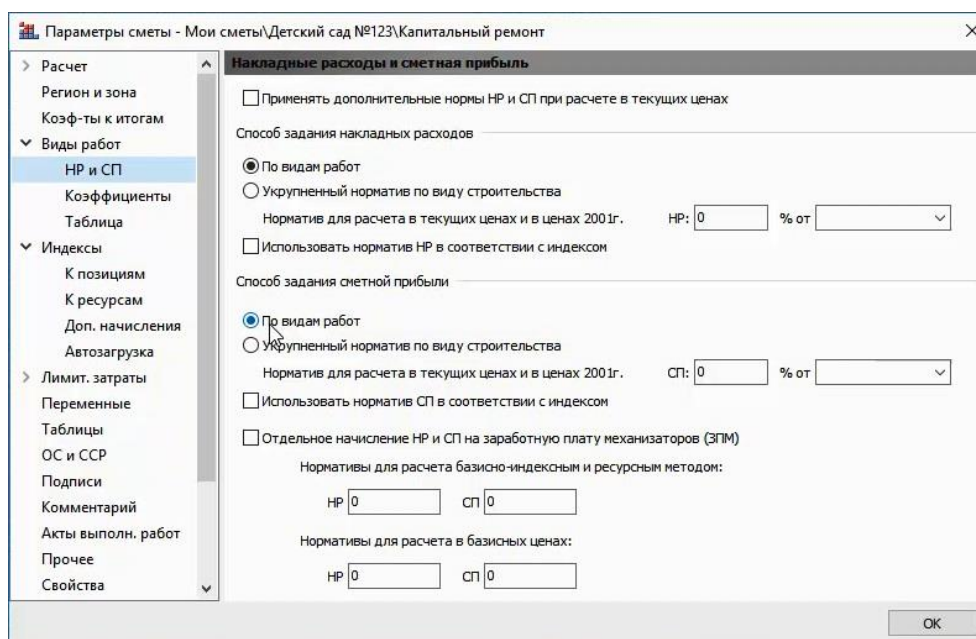 Параметры сметы - Мои сметы\Детский сад №123\Капитальный ремонт
Расчет
Регион и зона
Коэф-ты к итогам
Виды работ
НР и СП
Коэффициенты
Таблица
Индексы
К позициям
К ресурсам
Доп. начисления
Автозагрузка
Лимит. затраты
Переменные
Таблицы
ОС и ССР
Подписи
Комментарий
Акты выполн. работ
Прочее
Свойства
Накладные расходы и сметная прибыль
Применять дополнительные нормы НР и СП при расчете в текущих ценах
Способ задания накладных расходов
По видам работ
Укрупненный норматив по виду строительства
Норматив для расчета в текущих ценах и в ценах 2001г. НР: 0 % от
Использовать норматив НР в соответствии с индексом
Способ задания сметной прибыли
По видам работ
Укрупненный норматив по виду строительства
Норматив для расчета в текущих ценах и в ценах 2001г. СП: 0 % от
Использовать норматив СП в соответствии с индексом
Отдельное начисление НР и СП на заработную плату механизаторов (ЗПМ)
Нормативы для расчета базисно-индексным и ресурсным методом:
НР 0 СП 0
Нормативы для расчета в базисных ценах:
НР 0 СП 0
ОК